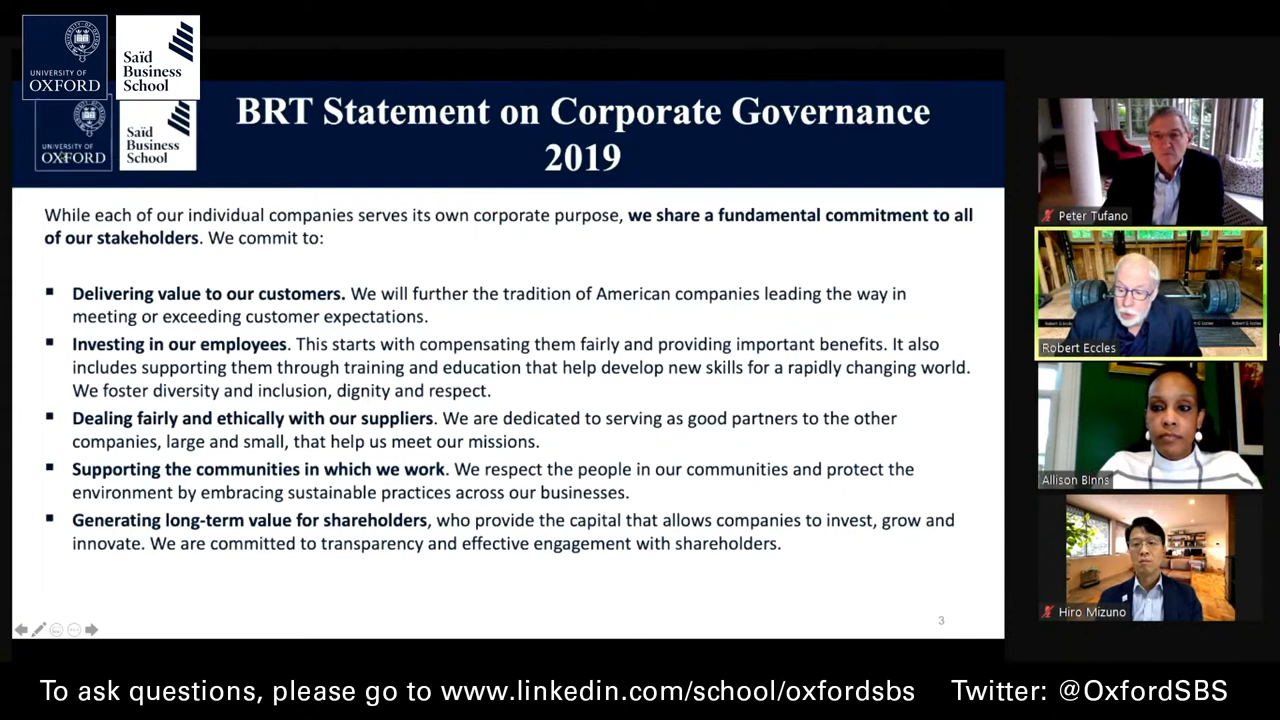 UNIVERSITY OF
OXFORD
Saïd
Business
School
UNIVERSITY OF
OXFORD
Saïd
Business
School
BRT Statement on Corporate Governance
2019
While each of our individual companies serves its own corporate purpose, we share a fundamental commitment to all
of our stakeholders. We commit to:
▪ Delivering value to our customers. We will further the tradition of American companies leading the way in
meeting or exceeding customer expectations.
▪ Investing in our employees. This starts with compensating them fairly and providing important benefits. It also
includes supporting them through training and education that help develop new skills for a rapidly changing world.
We foster diversity and inclusion, dignity and respect.
▪ Dealing fairly and ethically with our suppliers. We are dedicated to serving as good partners to the other
companies, large and small, that help us meet our missions.
▪ Supporting the communities in which we work. We respect the people in our communities and protect the
environment by embracing sustainable practices across our businesses.
▪ Generating long-term value for shareholders, who provide the capital that allows companies to invest, grow and
innovate. We are committed to transparency and effective engagement with shareholders.
3
Peter Tufano
Robert Eccles
Allison BInns
Hiro Mizuno
To ask questions, please go to www.linkedin.com/school/oxfordsbs Twitter: @OxfordSBS